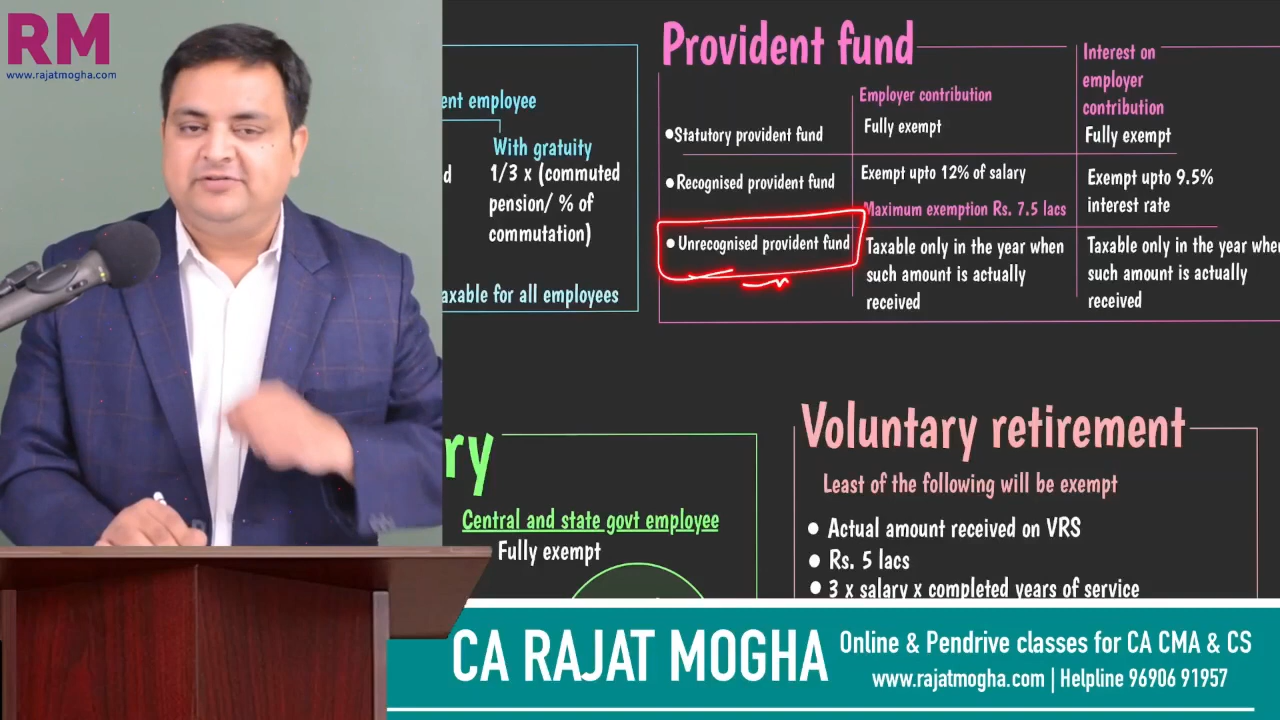 RM
www.rajatmogha.com
ent employee
With gratuity
d
1/3 x (commuted
pension/ % of
commutation)
axable for all employees
Provident fund
Employer contribution
Interest on
employer
contribution
•Statutory provident fund
Fully exempt
Fully exempt
•Recognised provident fund
Exempt upto 12% of salary
Maximum exemption Rs. 7.5 lacs
Exempt upto 9.5%
interest rate
• Unrecognised provident fund
Taxable only in the year when
such amount is actually
received
Taxable only in the year whe
such amount is actually
received
ry
Central and state govt employee
Fully exempt
Voluntary retirement
Least of the following will be exempt
• Actual amount received on VRS
• Rs. 5 lacs
• 3 x salary x completed years of service
CA RAJAT MOGHA
Online & Pendrive classes for CA CMA & CS
www.rajatmogha.com | Helpline 96906 91957